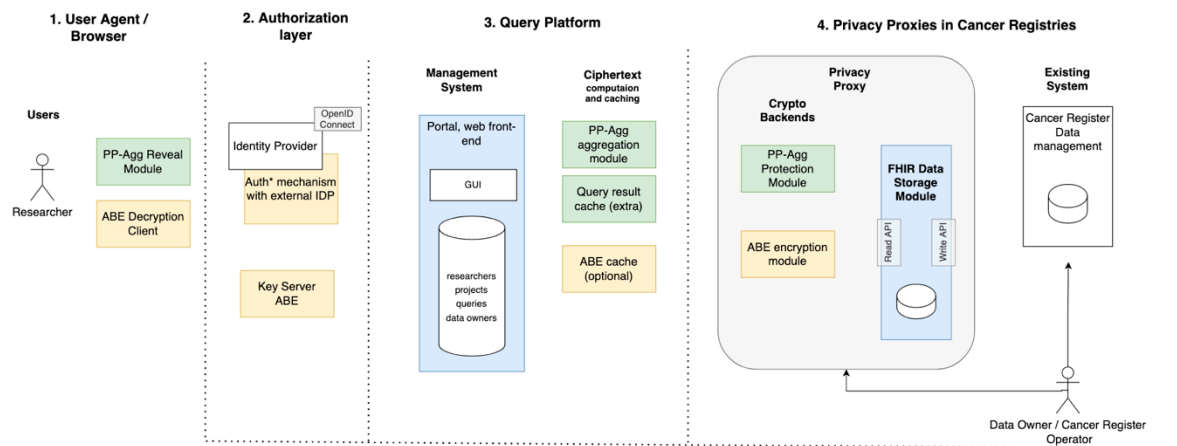 1. User Agent /
Browser
2. Authorization
layer
3. Query Platform
4. Privacy Proxies in Cancer Registries
Users
Researcher
PP-Agg Reveal
Module
ABE Decryption
Client
OpenID
Connect
Identity Provider
Auth* mechanism
with external IDP
Key Server
ABE
Management
System
Portal, web front-
end
GUI
researchers
projects
queries
data owners
Ciphertext
computaion
and caching
PP-Agg
aggregation
module
Query result
cache (extra)
ABE cache
(optional)
Privacy
Proxy
Crypto
Backends
PP-Agg
Protection
Module
ABE encryption
module
FHIR Data
Storage
Module
Read API
Write API
Existing
System
Cancer Register
Data
management
Data Owner / Cancer Register
Operator